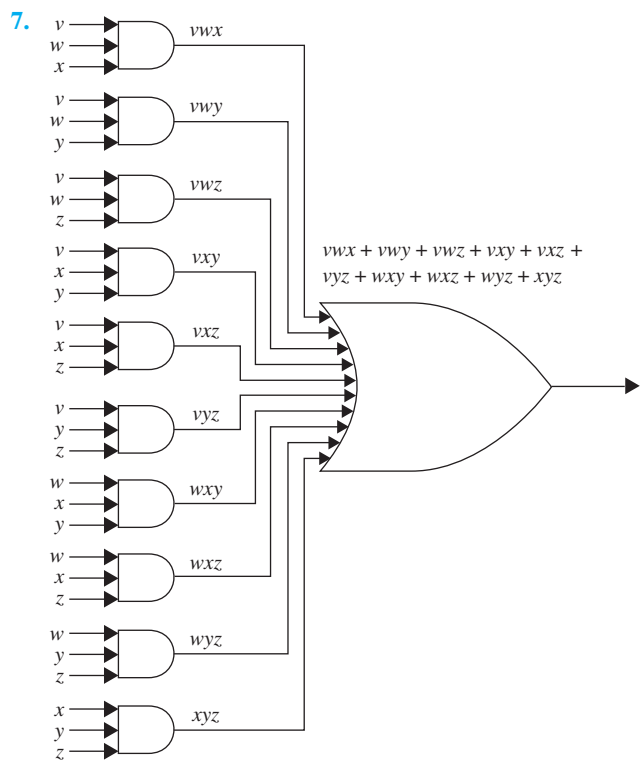 7.
v
w vwx
x
v
w vwy
y
v
w vwz
z
v
x vxy
y
v
x vxz
z
v
y vyz
z
w
x wxy
y
w
x wxz
z
w
y wyz
z
x
y xyz
z
vwx + vwy + vwz + vxy + vxz +
vyz + wxy + wxz + wyz + xyz